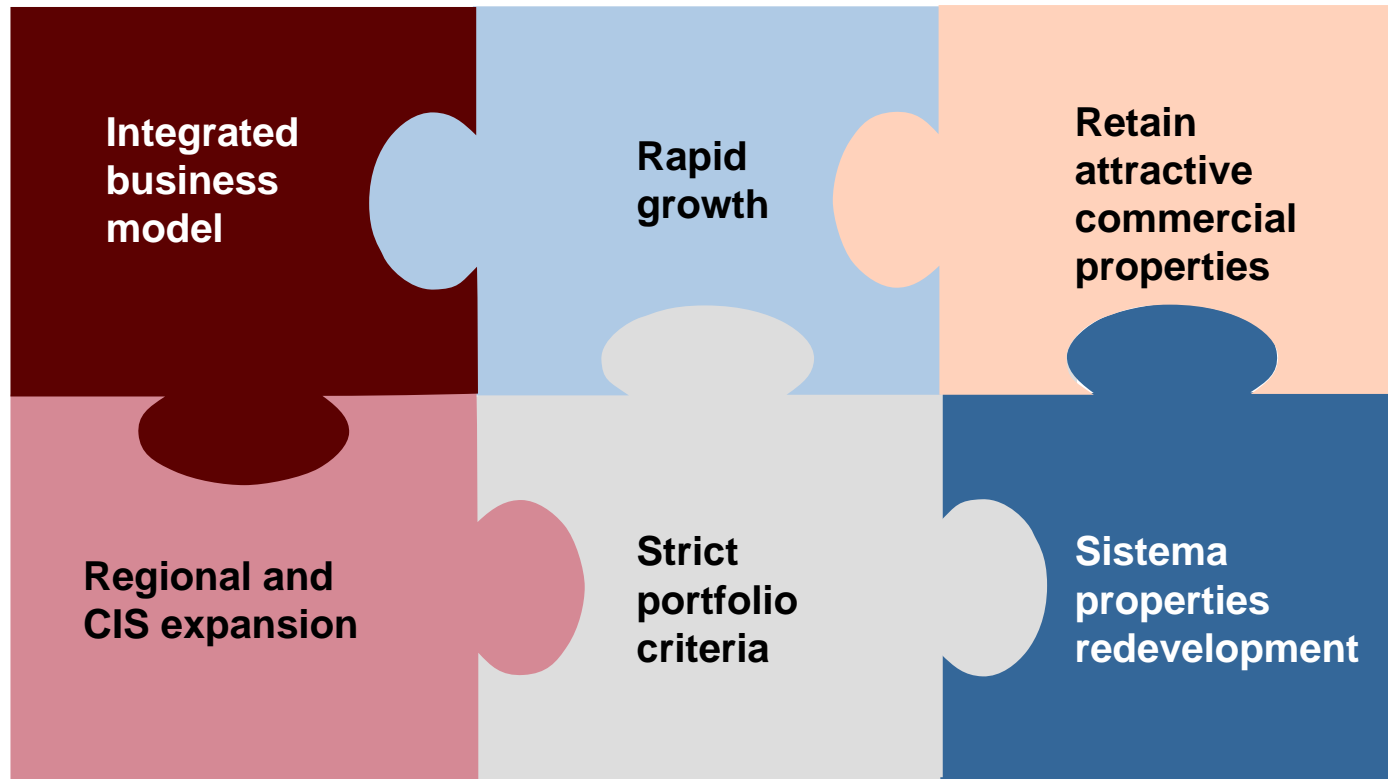 Integrated
business
model
Rapid
growth
Retain
attractive
commercial
properties
Regional and
CIS expansion
Strict
portfolio
criteria
Sistema
properties
redevelopment